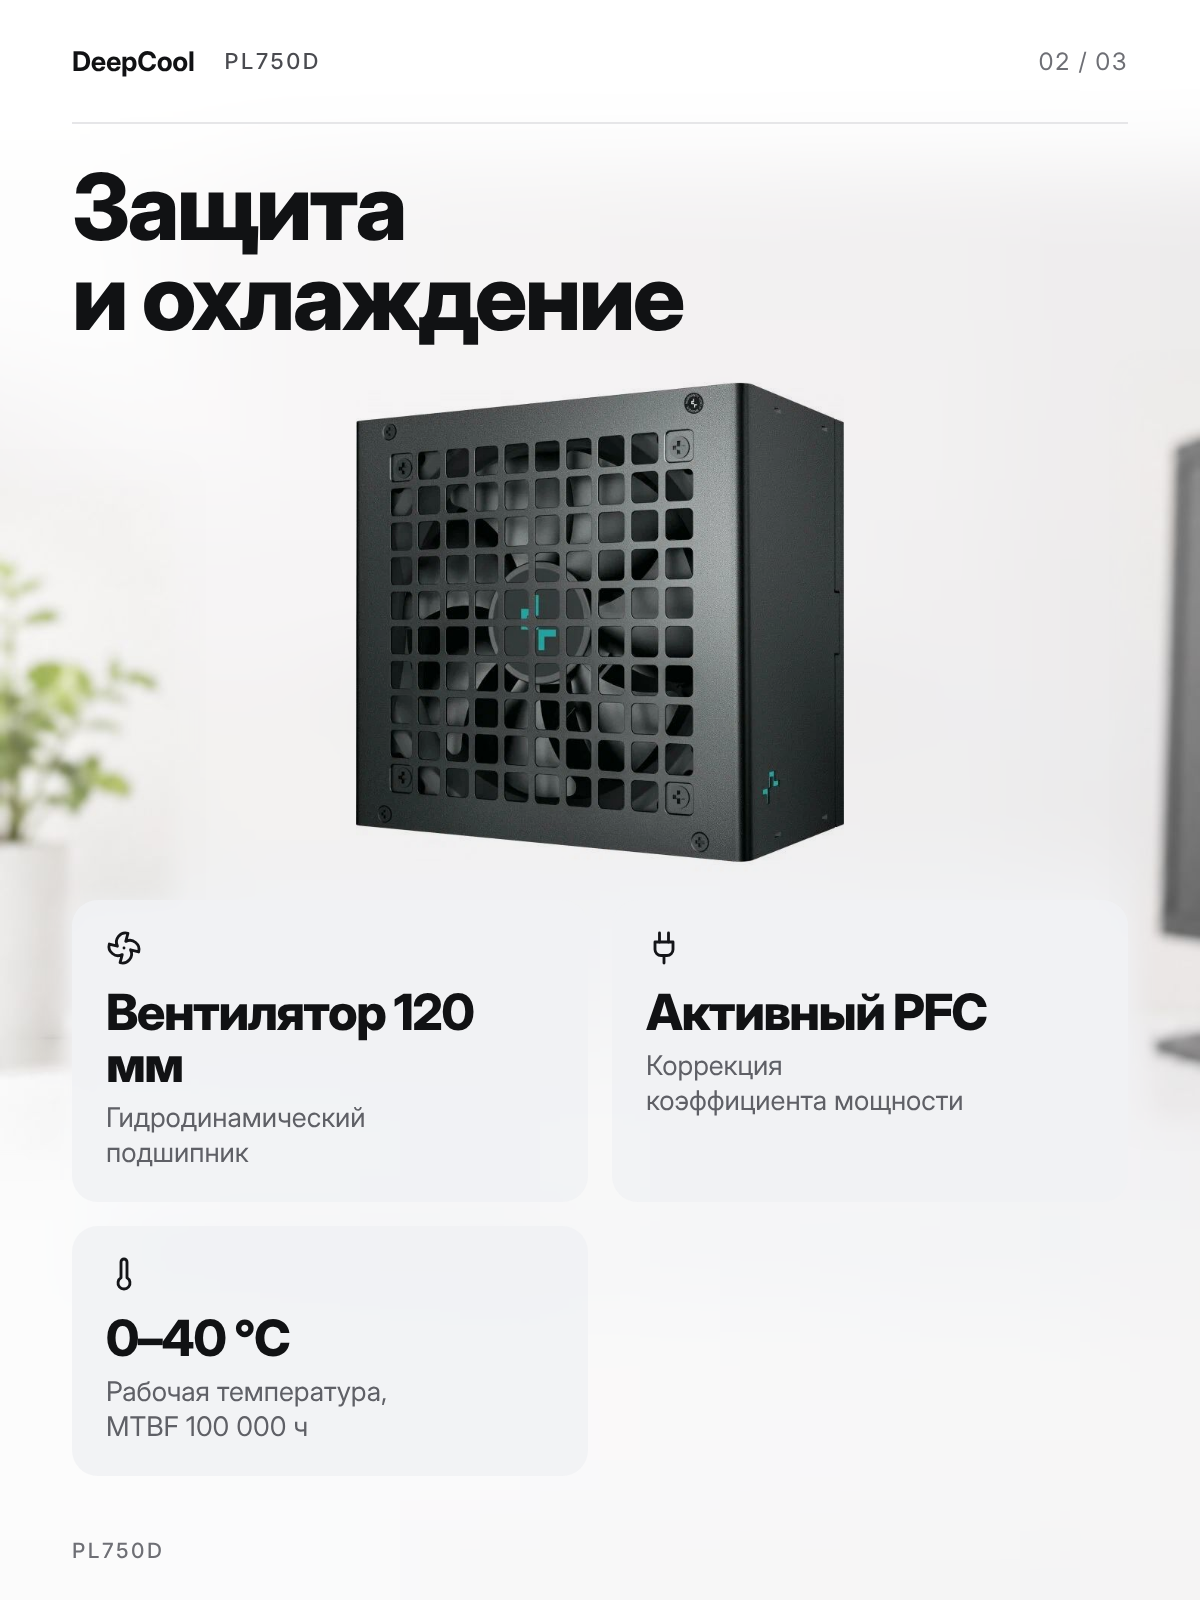 DeepCool PL750D 02 / 03
Защита
и охлаждение
Вентилятор 120
мм
Гидродинамический
подшипник
Активный PFC
Коррекция
коэффициента мощности
0–40 °C
Рабочая температура,
MTBF 100 000 ч
PL750D